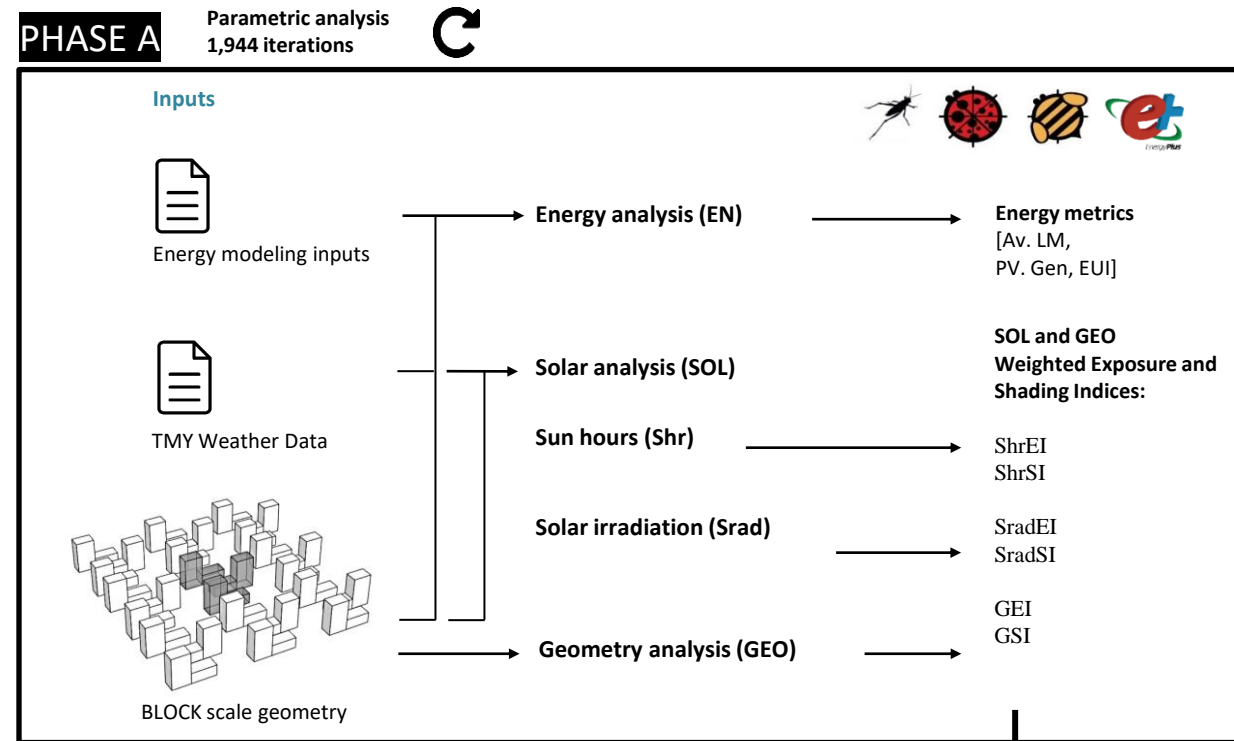 PHASE A
Parametric analysis
1,944 iterations
Inputs
EnergyPlus
Energy modeling inputs
Energy analysis (EN)
Energy metrics
[Av. LM,
PV. Gen, EUI]
TMY Weather Data
Solar analysis (SOL)
SOL and GEO
Weighted Exposure and
Shading Indices:
Sun hours (Shr)
ShrEI
ShrSI
Solar irradiation (Srad)
SradEI
SradSI
GEI
GSI
Geometry analysis (GEO)
BLOCK scale geometry